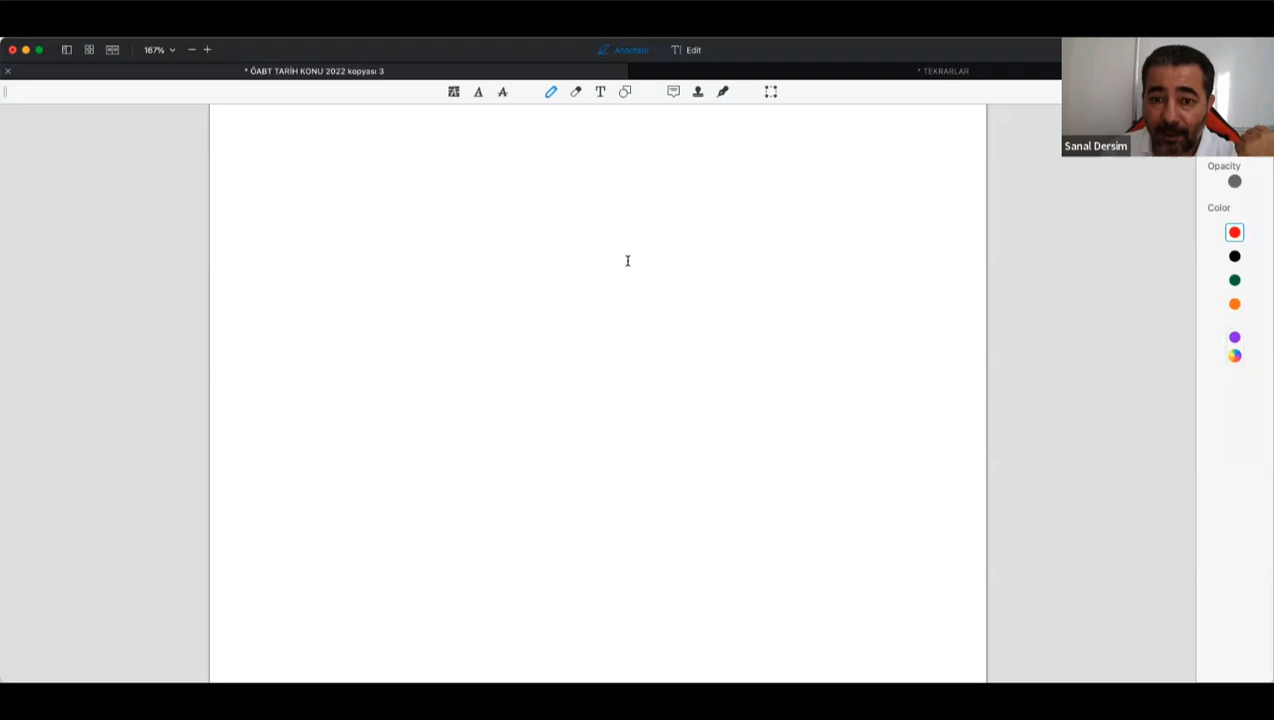 167%
Annotate
Edit
* ÖABT TARİH KONU 2022 kopyası 3
* TEKRARLAR
Sanal Dersim
Opacity
Color